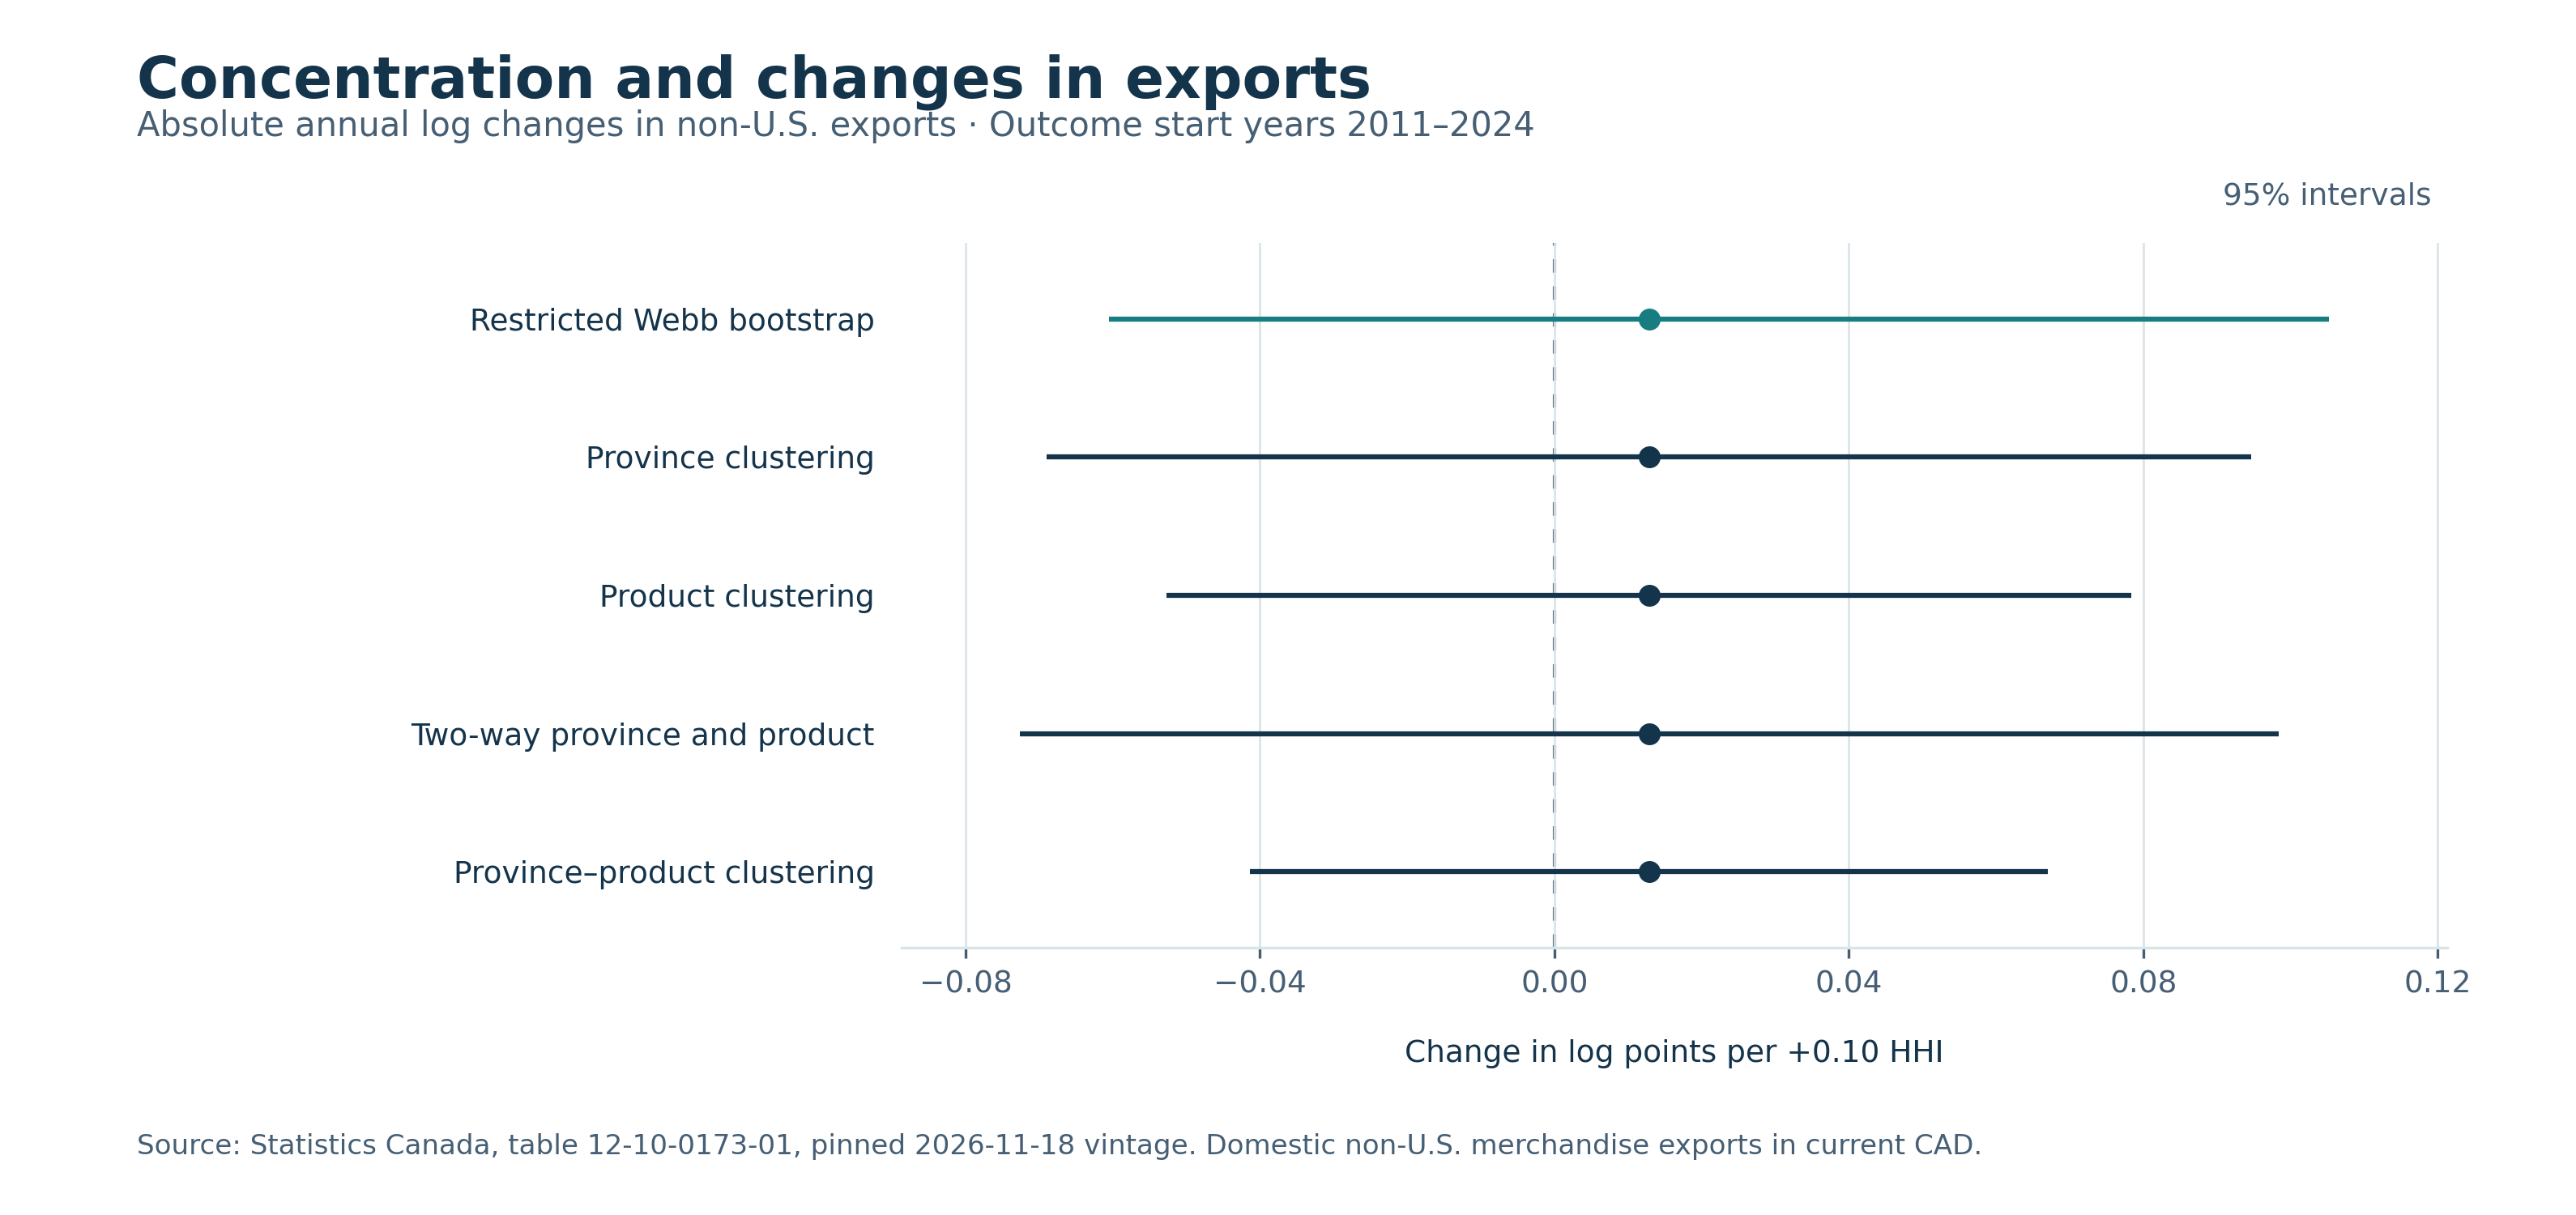 Concentration and changes in exports
Absolute annual log changes in non-U.S. exports · Outcome start years 2011–2024
95% intervals
Restricted Webb bootstrap
Province clustering
Product clustering
Two-way province and product
Province–product clustering
−0.08 −0.04 0.00 0.04 0.08 0.12
Change in log points per +0.10 HHI
Source: Statistics Canada, table 12-10-0173-01, pinned 2026-11-18 vintage. Domestic non-U.S. merchandise exports in current CAD.